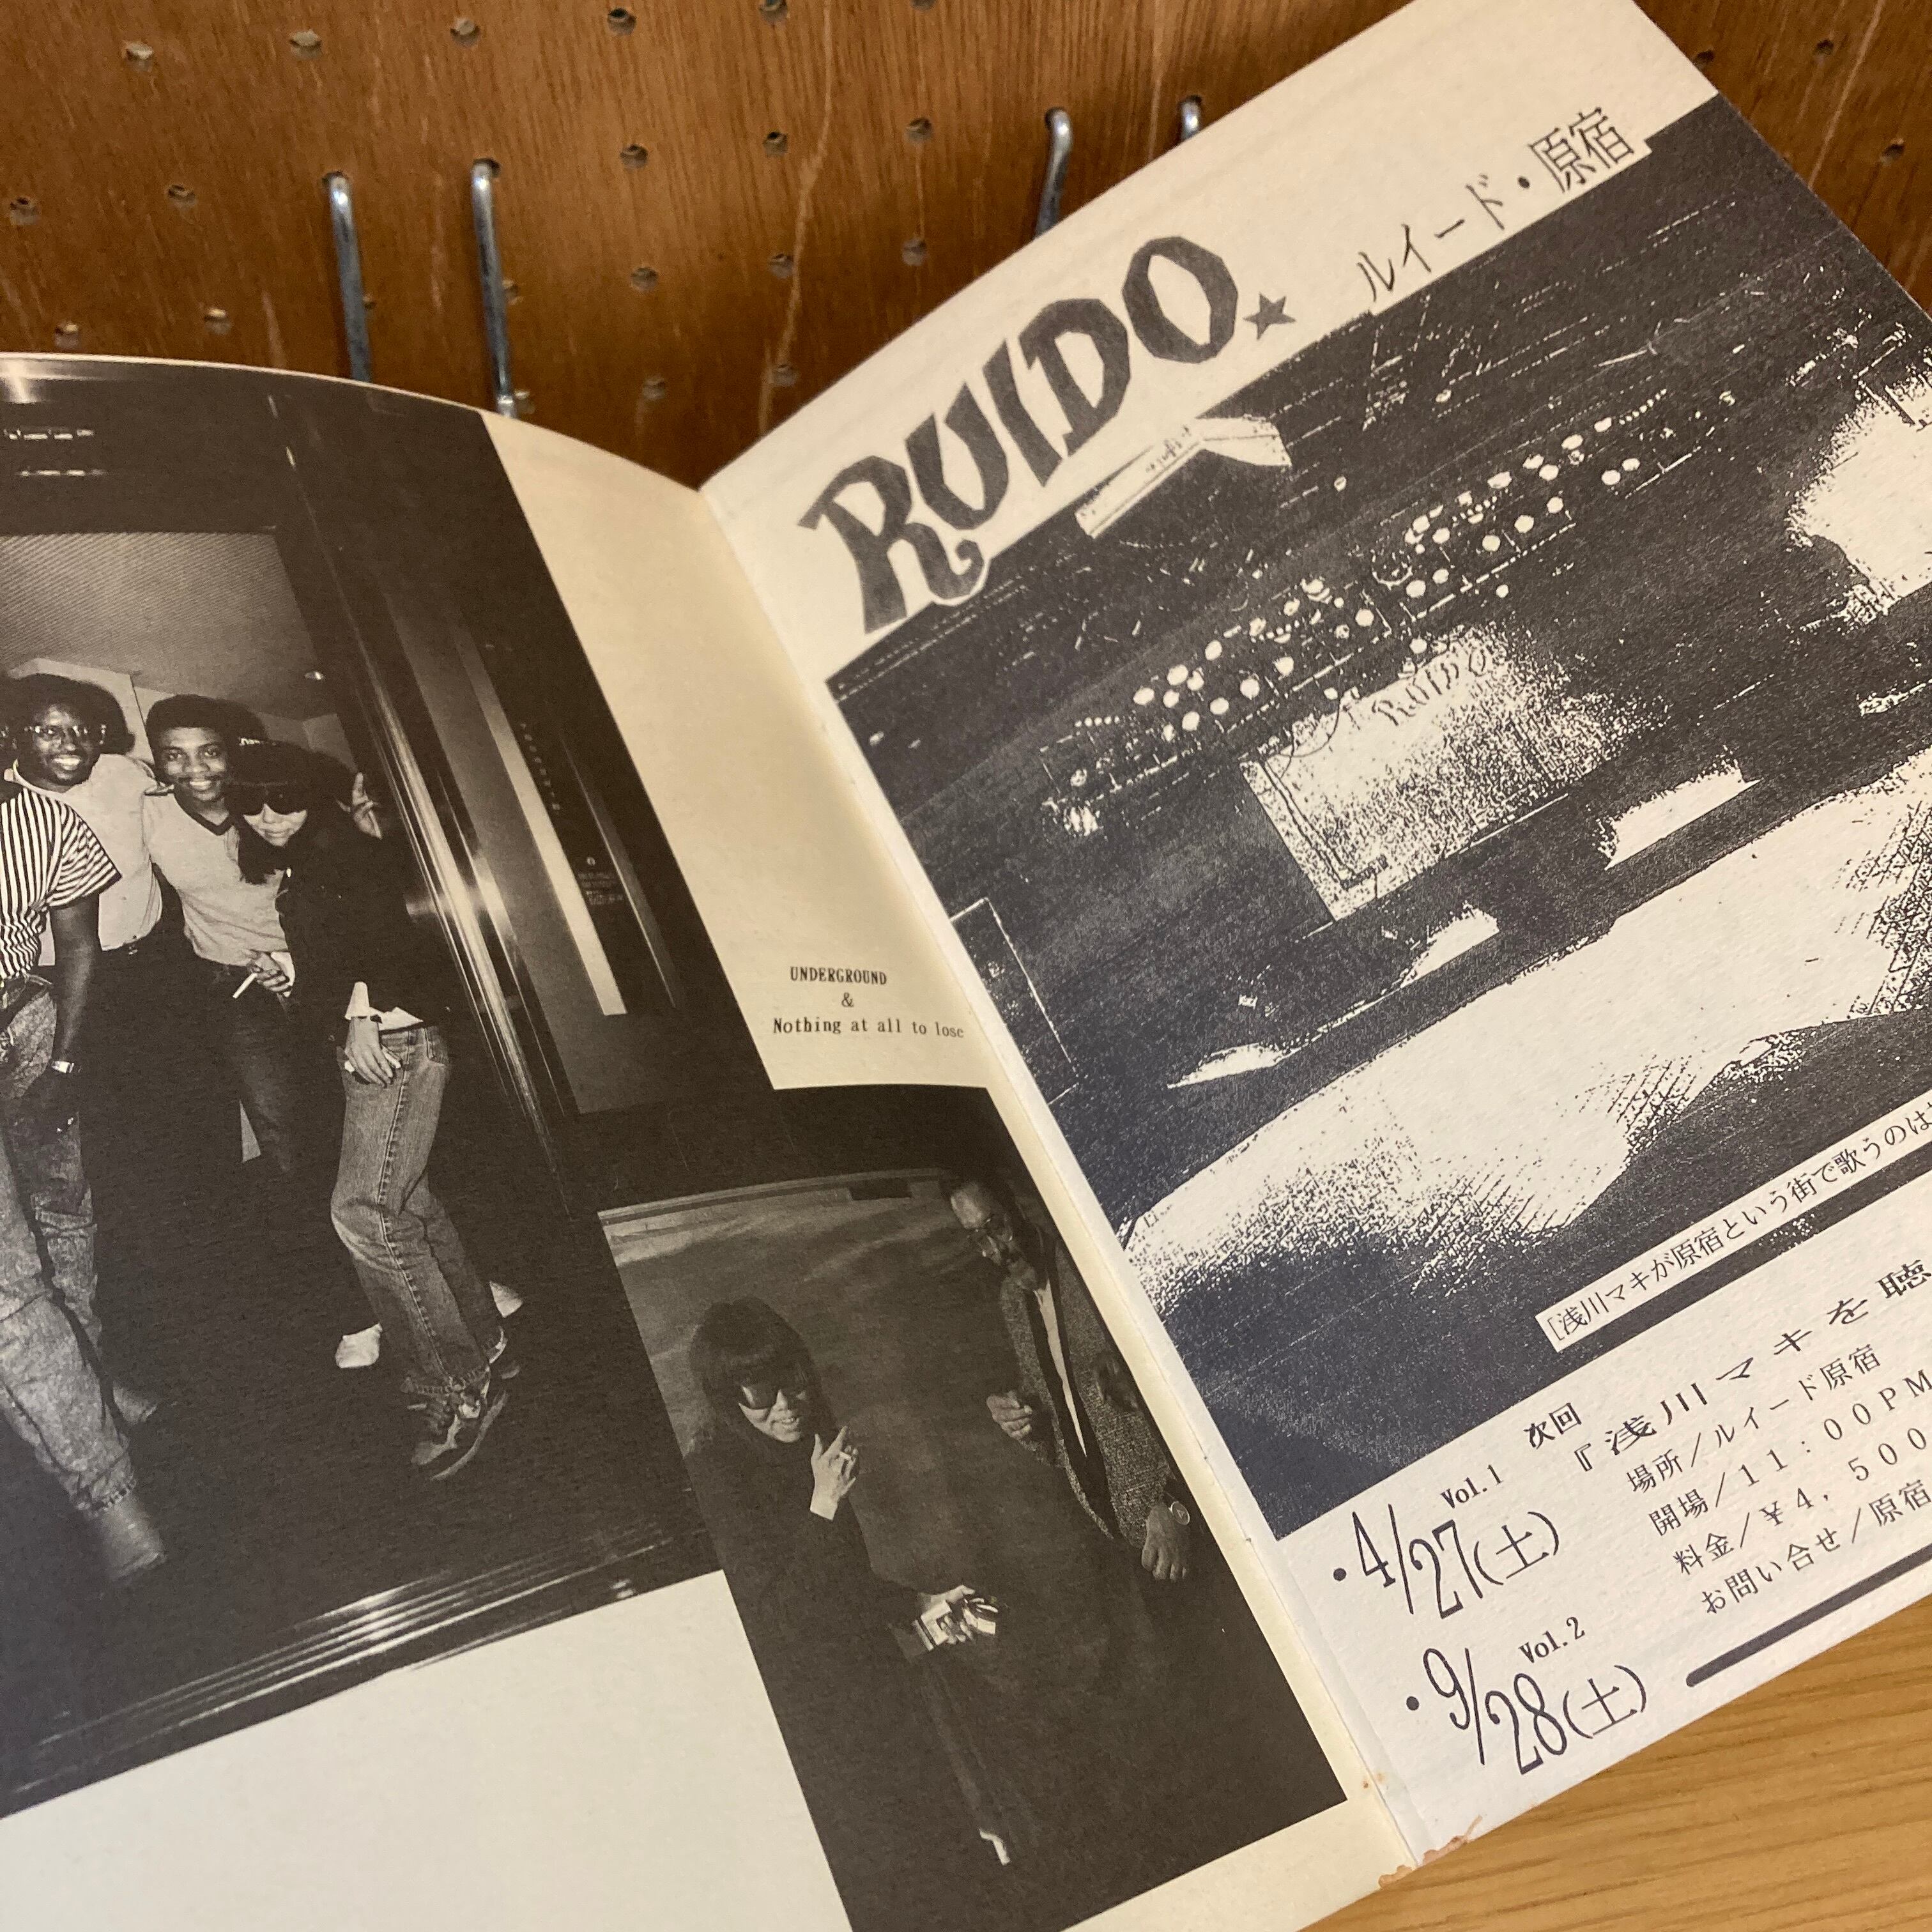 UNDERGROUND
&
Nothing at all to lose
RUIDO.★
ルイード・原宿
RUIDO
[浅川マキが原宿という街で歌うのは
次回
『浅川マキを聴
・4/27(土)
Vol.1
・9/28(土)
Vol.2
場所/ルイード原宿
開場/11:00PM
料金/¥4,500
お問い合せ/原宿